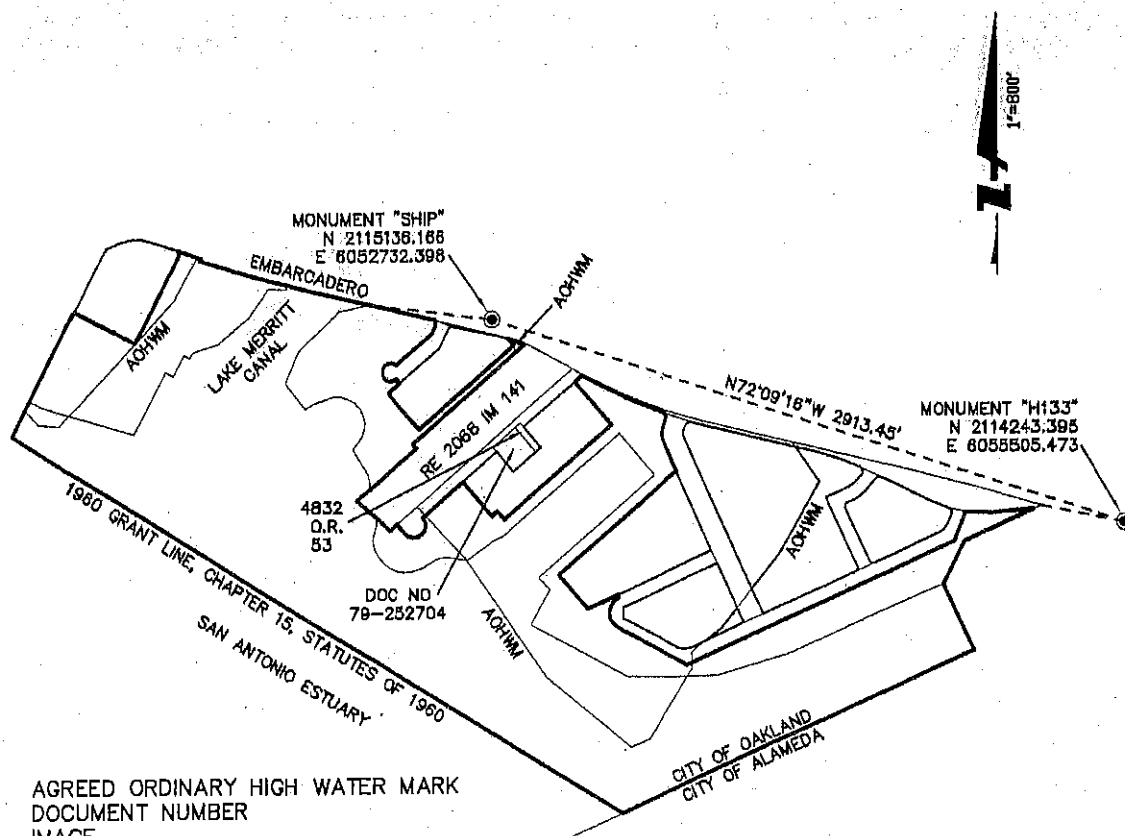 1"=800'
MONUMENT "SHIP"
N 2115136.166
E 6052732.398
EMBARCADERO
AOHWM
AOHWM
LAKE MERRITT
CANAL
N72°09'16"W 2913.45'
MONUMENT "H133"
N 2114243.395
E 6055505.473
RE 2068 IM 141
4832
O.R.
53
AOHWM
DOC NO
79-252704
AOHWM
1960 GRANT LINE, CHAPTER 15, STATUTES OF 1960
SAN ANTONIO ESTUARY
CITY OF OAKLAND
CITY OF ALAMEDA
AGREED ORDINARY HIGH WATER MARK
DOCUMENT NUMBER
IMAGE